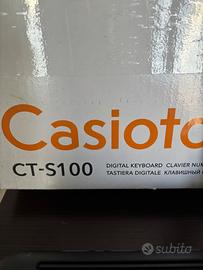 Casioto
CT-S100
DIGITAL KEYBOARD CLAVIER NUM
TASTIERA DIGITALE КЛАВИШНЫЙ
subito